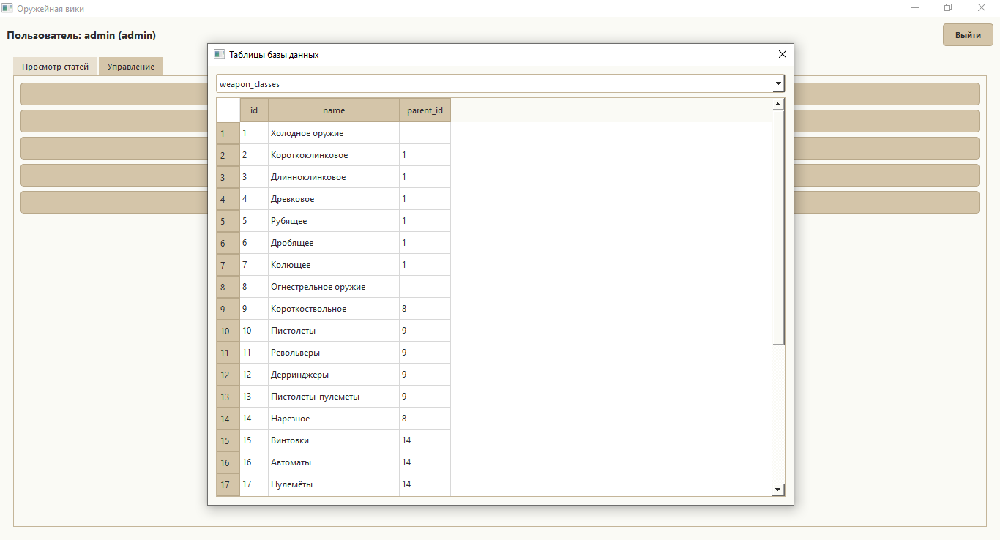 Оружейная вики
Пользователь: admin (admin)
Выйти
Просмотр статей
Управление
Таблицы базы данных
weapon_classes
id name parent_id
1 1 Холодное оружие
2 2 Короткоклинковое 1
3 3 Длинноклинковое 1
4 4 Древковое 1
5 5 Рубящее 1
6 6 Дробящее 1
7 7 Колющее 1
8 8 Огнестрельное оружие
9 9 Короткоствольное 8
10 10 Пистолеты 9
11 11 Револьверы 9
12 12 Дерринджеры 9
13 13 Пистолеты-пулемёты 9
14 14 Нарезное 8
15 15 Винтовки 14
16 16 Автоматы 14
17 17 Пулемёты 14